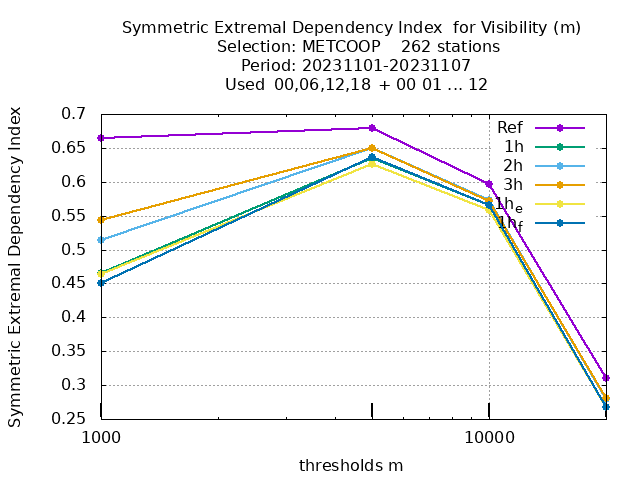 Symmetric Extremal Dependency Index  for Visibility (m)
Selection: METCOOP    262 stations
Period: 20231101-20231107
Used  00,06,12,18  + 00 01 ... 12
Symmetric Extremal Dependency Index
0.7
0.65
0.6
0.55
0.5
0.45
0.4
0.35
0.3
0.25
Ref
1h
2h
3h
1he
1hf
1000
10000
thresholds m